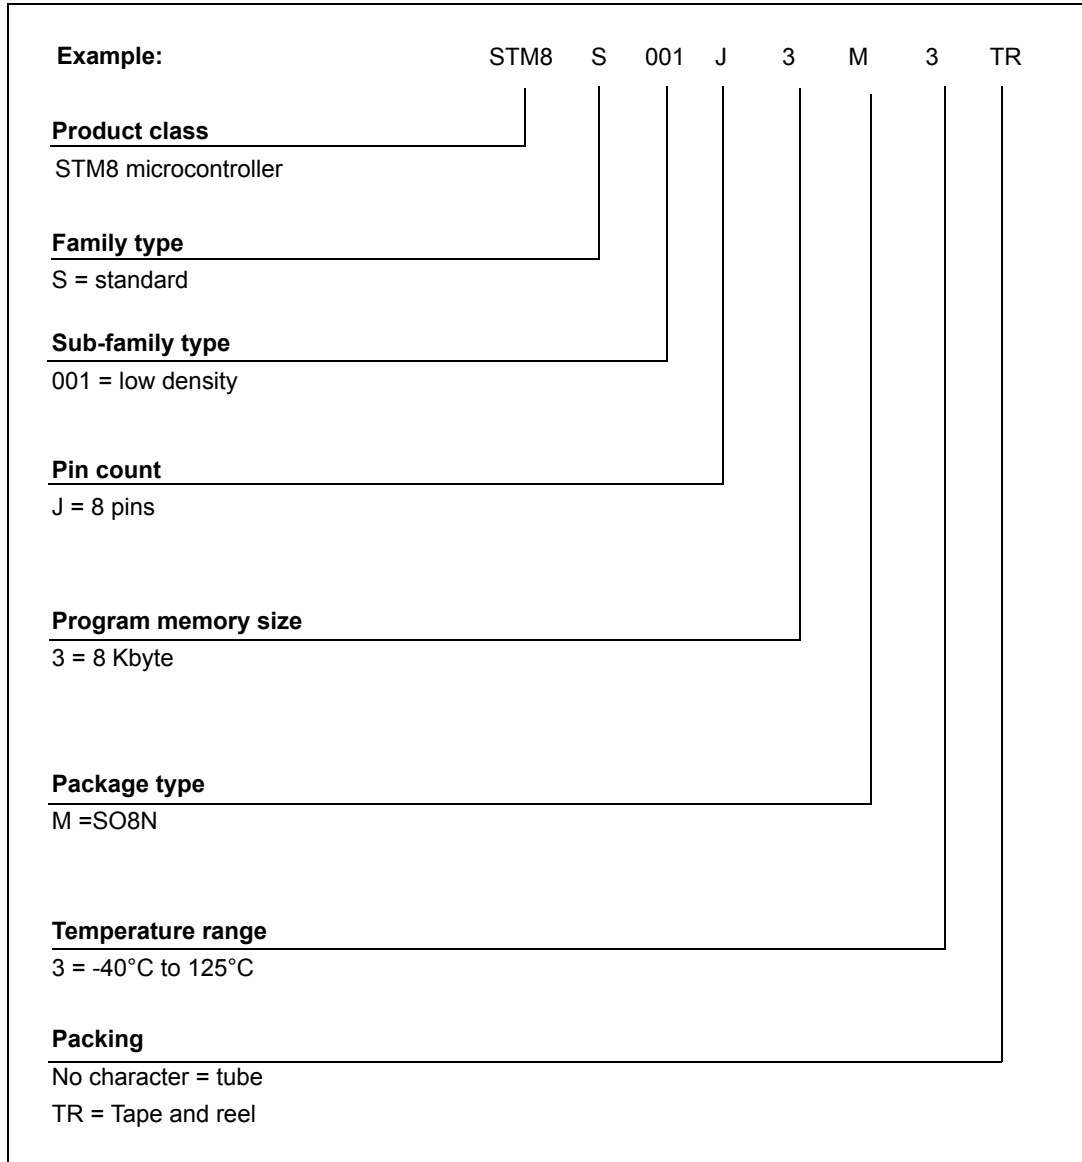 Example: STM8 S 001 J 3 M 3 TR
Product class
STM8 microcontroller
Family type
S = standard
Sub-family type
001 = low density
Pin count
J = 8 pins
Program memory size
3 = 8 Kbyte
Package type
M =SO8N
Temperature range
3 = -40°C to 125°C
Packing
No character = tube
TR = Tape and reel